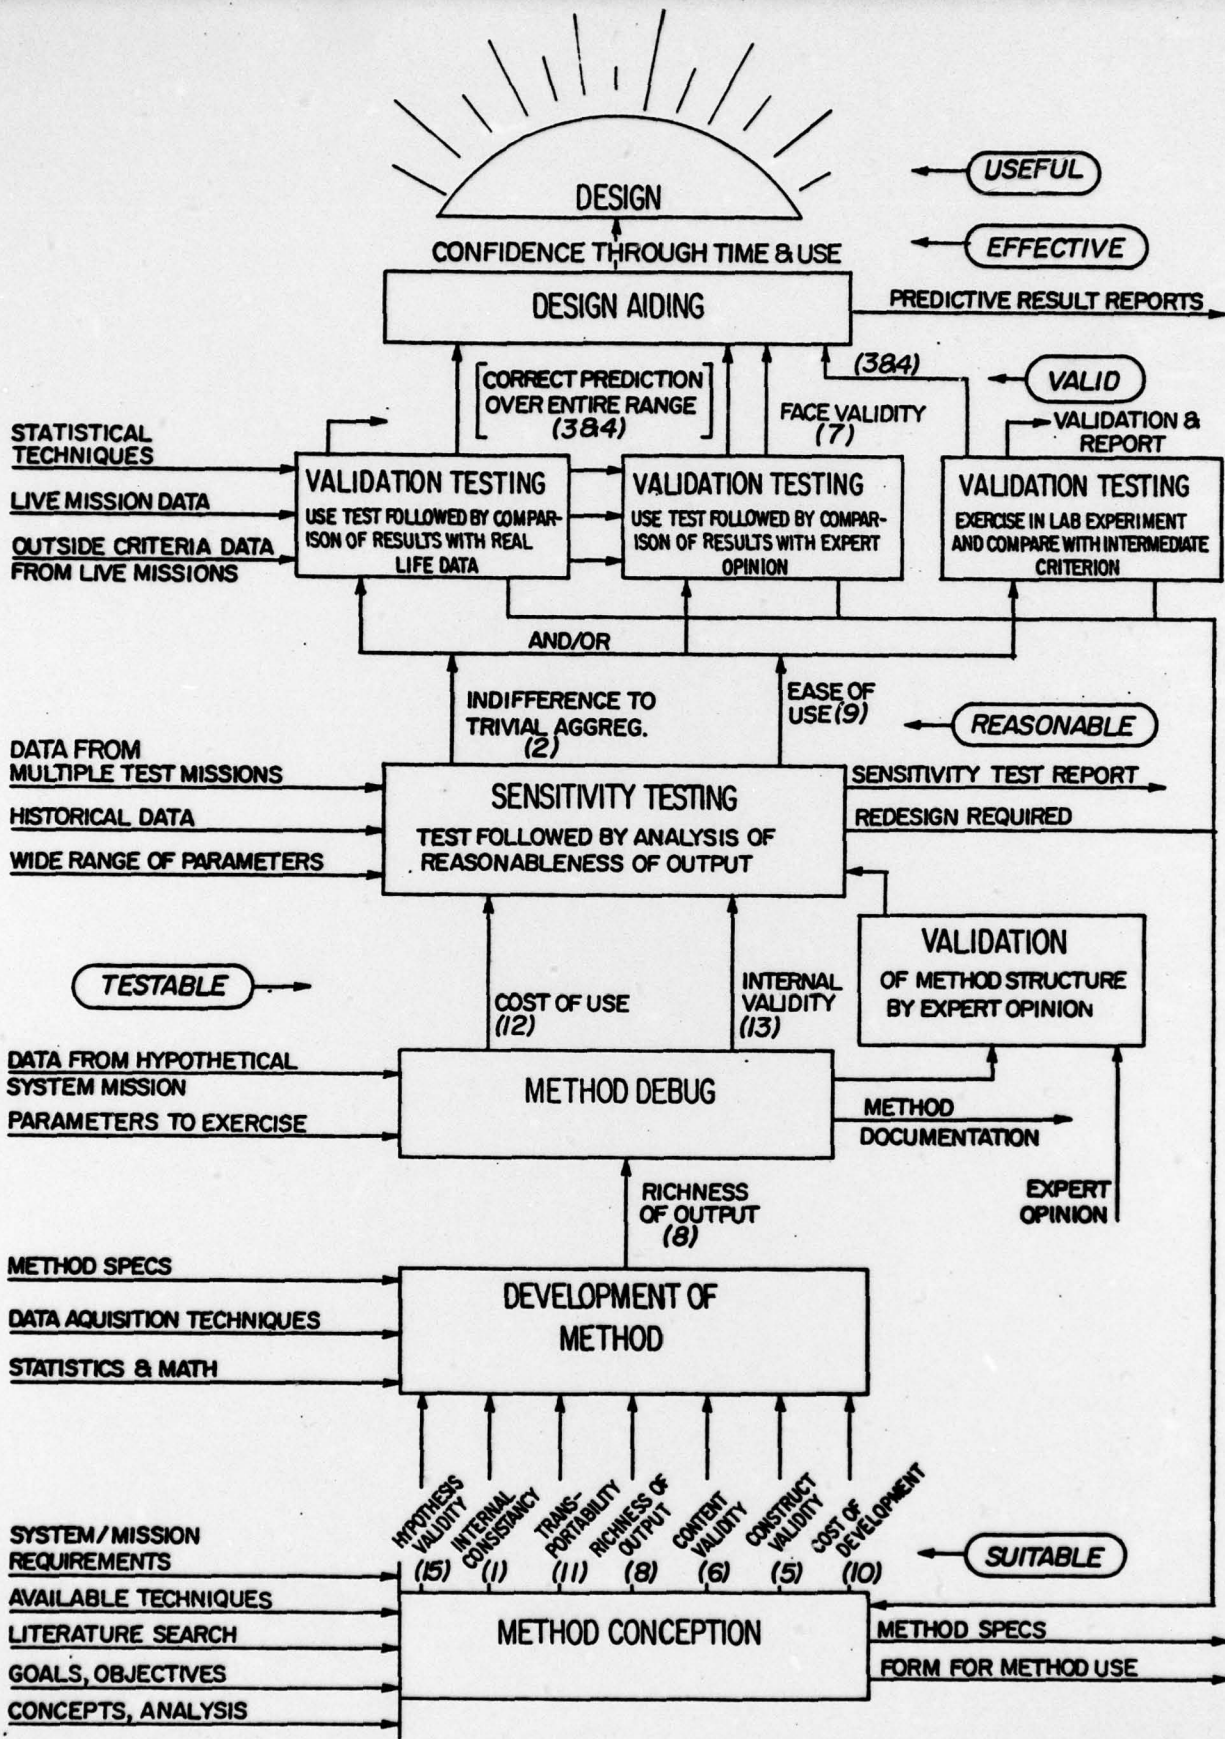 USEFUL
DESIGN
EFFECTIVE
CONFIDENCE THROUGH TIME & USE
DESIGN AIDING
PREDICTIVE RESULT REPORTS
CORRECT PREDICTION
OVER ENTIRE RANGE
(3&4)
FACE VALIDITY
(7)
(3&4)
VALID
VALIDATION &
REPORT
STATISTICAL
TECHNIQUES
LIVE MISSION DATA
OUTSIDE CRITERIA DATA
FROM LIVE MISSIONS
VALIDATION TESTING
USE TEST FOLLOWED BY COMPAR-
ISON OF RESULTS WITH REAL
LIFE DATA
VALIDATION TESTING
USE TEST FOLLOWED BY COMPAR-
ISON OF RESULTS WITH EXPERT
OPINION
VALIDATION TESTING
EXERCISE IN LAB EXPERIMENT
AND COMPARE WITH INTERMEDIATE
CRITERION
AND/OR
INDIFFERENCE TO
TRIVIAL AGGREG.
(2)
EASE OF
USE (9)
REASONABLE
DATA FROM
MULTIPLE TEST MISSIONS
HISTORICAL DATA
WIDE RANGE OF PARAMETERS
SENSITIVITY TESTING
TEST FOLLOWED BY ANALYSIS OF
REASONABLENESS OF OUTPUT
SENSITIVITY TEST REPORT
REDESIGN REQUIRED
VALIDATION
OF METHOD STRUCTURE
BY EXPERT OPINION
TESTABLE
COST OF USE
(12)
INTERNAL
VALIDITY
(13)
DATA FROM HYPOTHETICAL
SYSTEM MISSION
PARAMETERS TO EXERCISE
METHOD DEBUG
METHOD
DOCUMENTATION
EXPERT
OPINION
RICHNESS
OF OUTPUT
(8)
METHOD SPECS
DATA AQUISITION TECHNIQUES
STATISTICS & MATH
DEVELOPMENT OF
METHOD
HYPOTHESIS
VALIDITY
(15)
INTERNAL
CONSISTANCY
(1)
TRANS-
PORTABILITY
(11)
RICHNESS OF
OUTPUT
(8)
CONTENT
VALIDITY
(6)
CONSTRUCT
VALIDITY
(5)
COST OF
DEVELOPMENT
(10)
SUITABLE
SYSTEM/MISSION
REQUIREMENTS
AVAILABLE TECHNIQUES
LITERATURE SEARCH
GOALS, OBJECTIVES
CONCEPTS, ANALYSIS
METHOD CONCEPTION
METHOD SPECS
FORM FOR METHOD USE